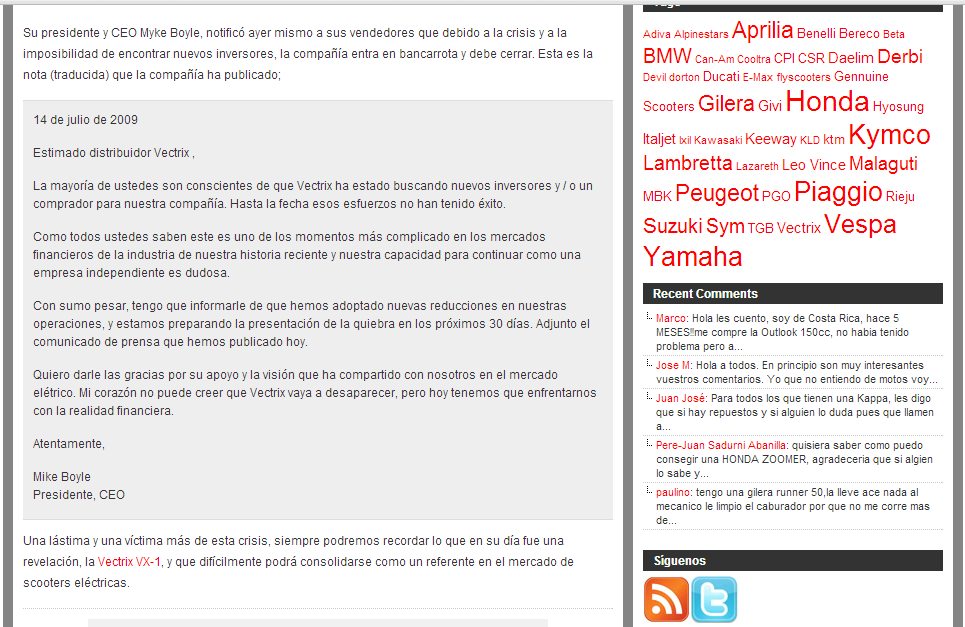 Su presidente y CEO Myke Boyle, notificó ayer mismo a sus vendedores que debido a la crisis y a la
imposibilidad de encontrar nuevos inversores, la compañía entra en bancarrota y debe cerrar. Esta es la
nota (traducida) que la compañía ha publicado;
14 de julio de 2009
Estimado distribuidor Vectrix ,
La mayoría de ustedes son conscientes de que Vectrix ha estado buscando nuevos inversores y / o un
comprador para nuestra compañía. Hasta la fecha esos esfuerzos no han tenido éxito.
Como todos ustedes saben este es uno de los momentos más complicado en los mercados
financieros de la industria de nuestra historia reciente y nuestra capacidad para continuar como una
empresa independiente es dudosa.
Con sumo pesar, tengo que informarle de que hemos adoptado nuevas reducciones en nuestras
operaciones, y estamos preparando la presentación de la quiebra en los próximos 30 días. Adjunto el
comunicado de prensa que hemos publicado hoy.
Quiero darle las gracias por su apoyo y la visión que ha compartido con nosotros en el mercado
elétrico. Mi corazón no puede creer que Vectrix vaya a desaparecer, pero hoy tenemos que enfrentarnos
con la realidad financiera.
Atentamente,
Mike Boyle
Presidente, CEO
Una lástima y una víctima más de esta crisis, siempre podremos recordar lo que en su día fue una
revelación, la Vectrix VX-1, y que difícilmente podrá consolidarse como un referente en el mercado de
scooters eléctricas.
Adiva Alpinestars Aprilia Benelli Bereco Beta
BMW Can-Am Cooltra CPI CSR Daelim Derbi
Devil dorton Ducati E-Max flyscooters Gennuine
Scooters Gilera Givi Honda Hyosung
Italjet Ixil Kawasaki Keeway KLD ktm Kymco
Lambretta Lazareth Leo Vince Malaguti
MBK Peugeot PGO Piaggio Rieju
Suzuki Sym TGB Vectrix Vespa
Yamaha
Recent Comments
Marco: Hola les cuento, soy de Costa Rica, hace 5
MESES!!me compre la Outlook 150cc, no habia tenido
problema pero a...
Jose M: Hola a todos. En principio son muy interesantes
vuestros comentarios. Yo que no entiendo de motos voy...
Juan José: Para todos los que tienen una Kappa, les digo
que si hay repuestos y si alguien lo duda pues que llamen
a...
Pere-Juan Sadurni Abanilla: quisiera saber como puedo
consegir una HONDA ZOOMER, agradeceria que si algien
lo sabe y...
paulino: tengo una gilera runner 50,la lleve ace nada al
mecanico le limpio el caburador por que no me corre mas
de...
Síguenos